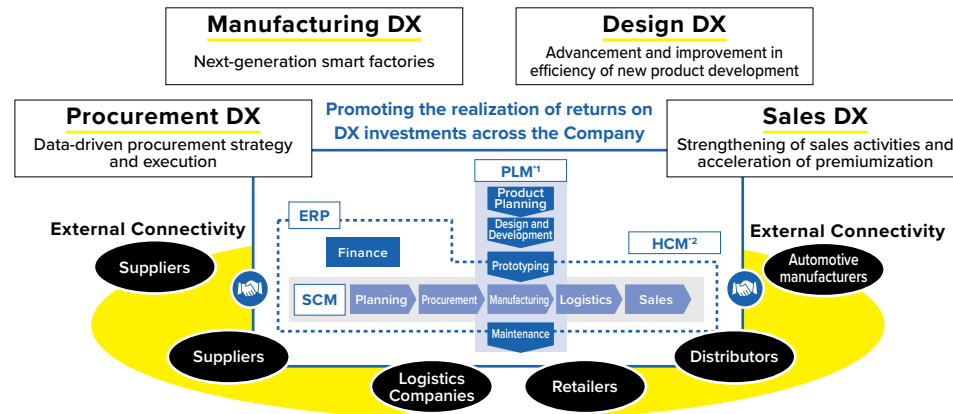 Manufacturing DX
Next-generation smart factories
Design DX
Advancement and improvement in
efficiency of new product development
Procurement DX
Data-driven procurement strategy
and execution
Promoting the realization of returns on
DX investments across the Company
Sales DX
Strengthening of sales activities and
acceleration of premiumization
PLM*1
Product
Planning
Design and
Development
Prototyping
ERP
Finance
HCM*2
External Connectivity
Suppliers
External Connectivity
Automotive
manufacturers
SCM
Planning
Procurement
Manufacturing
Logistics
Sales
Maintenance
Suppliers
Logistics
Companies
Retailers
Distributors